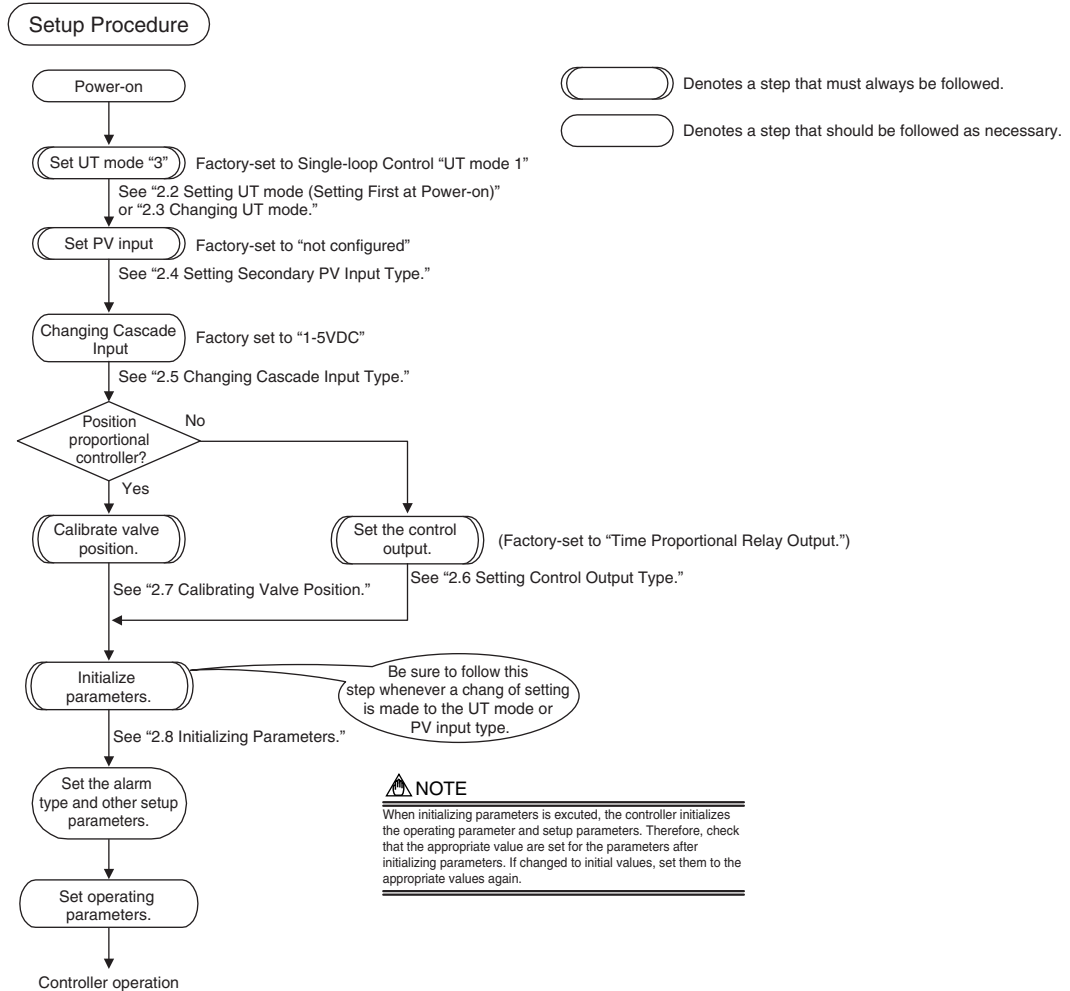 Setup Procedure
Denotes a step that must always be followed.
Denotes a step that should be followed as necessary.
Power-on
Set UT mode “3”
Factory-set to Single-loop Control “UT mode 1”
See “2.2 Setting UT mode (Setting First at Power-on)”
or “2.3 Changing UT mode.”
Set PV input
Factory-set to “not configured”
See “2.4 Setting Secondary PV Input Type.”
Changing Cascade
Input
Factory set to “1-5VDC”
See “2.5 Changing Cascade Input Type.”
Position
proportional
controller?
No
Yes
Calibrate valve
position.
Set the control
output.
(Factory-set to “Time Proportional Relay Output.”)
See “2.7 Calibrating Valve Position.”
See “2.6 Setting Control Output Type.”
Initialize
parameters.
Be sure to follow this
step whenever a chang of setting
is made to the UT mode or
PV input type.
See “2.8 Initializing Parameters.”
Set the alarm
type and other setup
parameters.
NOTE
When initializing parameters is excuted, the controller initializes
the operating parameter and setup parameters. Therefore, check
that the appropriate value are set for the parameters after
initializing parameters. If changed to initial values, set them to the
appropriate values again.
Set operating
parameters.
Controller operation